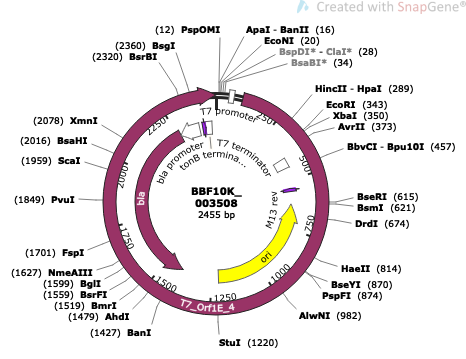 Created with SnapGene®
(12) PspOMI
ApaI - BanII (16)
EcoNI (20)
BspDI* - ClaI* (28)
BsaBI* (34)
(2360) BsgI
(2320) BsrBI
HincII - HpaI (289)
EcoRI (343)
XbaI (350)
AvrII (373)
BbvCI - Bpu10I (457)
BseRI (615)
BsmI (621)
DrdI (674)
HaeII (814)
BseYI (870)
PspFI (874)
AlwNI (982)
StuI (1220)
(1427) BanI
(1479) AhdI
(1519) BmrI
(1559) BsrFI
(1599) BglI
(1627) NmeAIII
(1701) FspI
(1849) PvuI
(1959) ScaI
(2016) BsaHI
(2078) XmnI
T7 promoter
T7 terminator
tonB termina...
bla promoter
bla
M13 rev
ori
T7_Orf1E_4
BBF10K_
003508
2455 bp
250
500
750
1000
1250
1500
1750
2000
2250